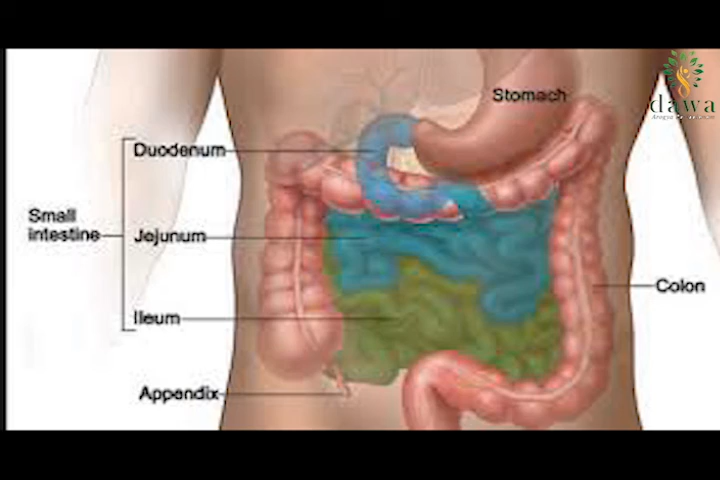 Stomach
Duodenum
Small
intestine
Jejunum
Ileum
Colon
Appendix
dawa